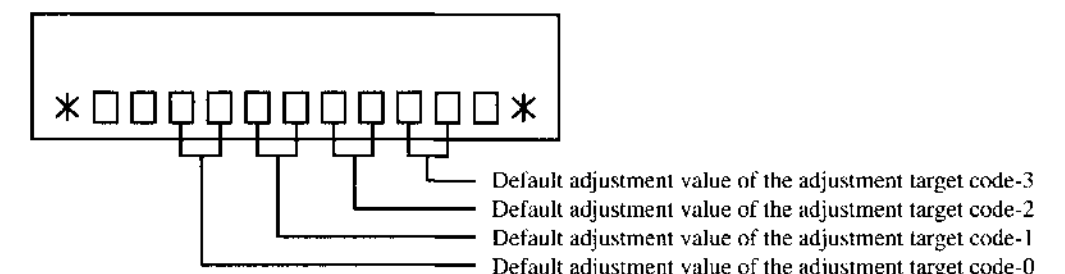 * □ □ □ □ □ □ □ □ □ □ □ *
Default adjustment value of the adjustment target code-3
Default adjustment value of the adjustment target code-2
Default adjustment value of the adjustment target code-1
Default adjustment value of the adjustment target code-0